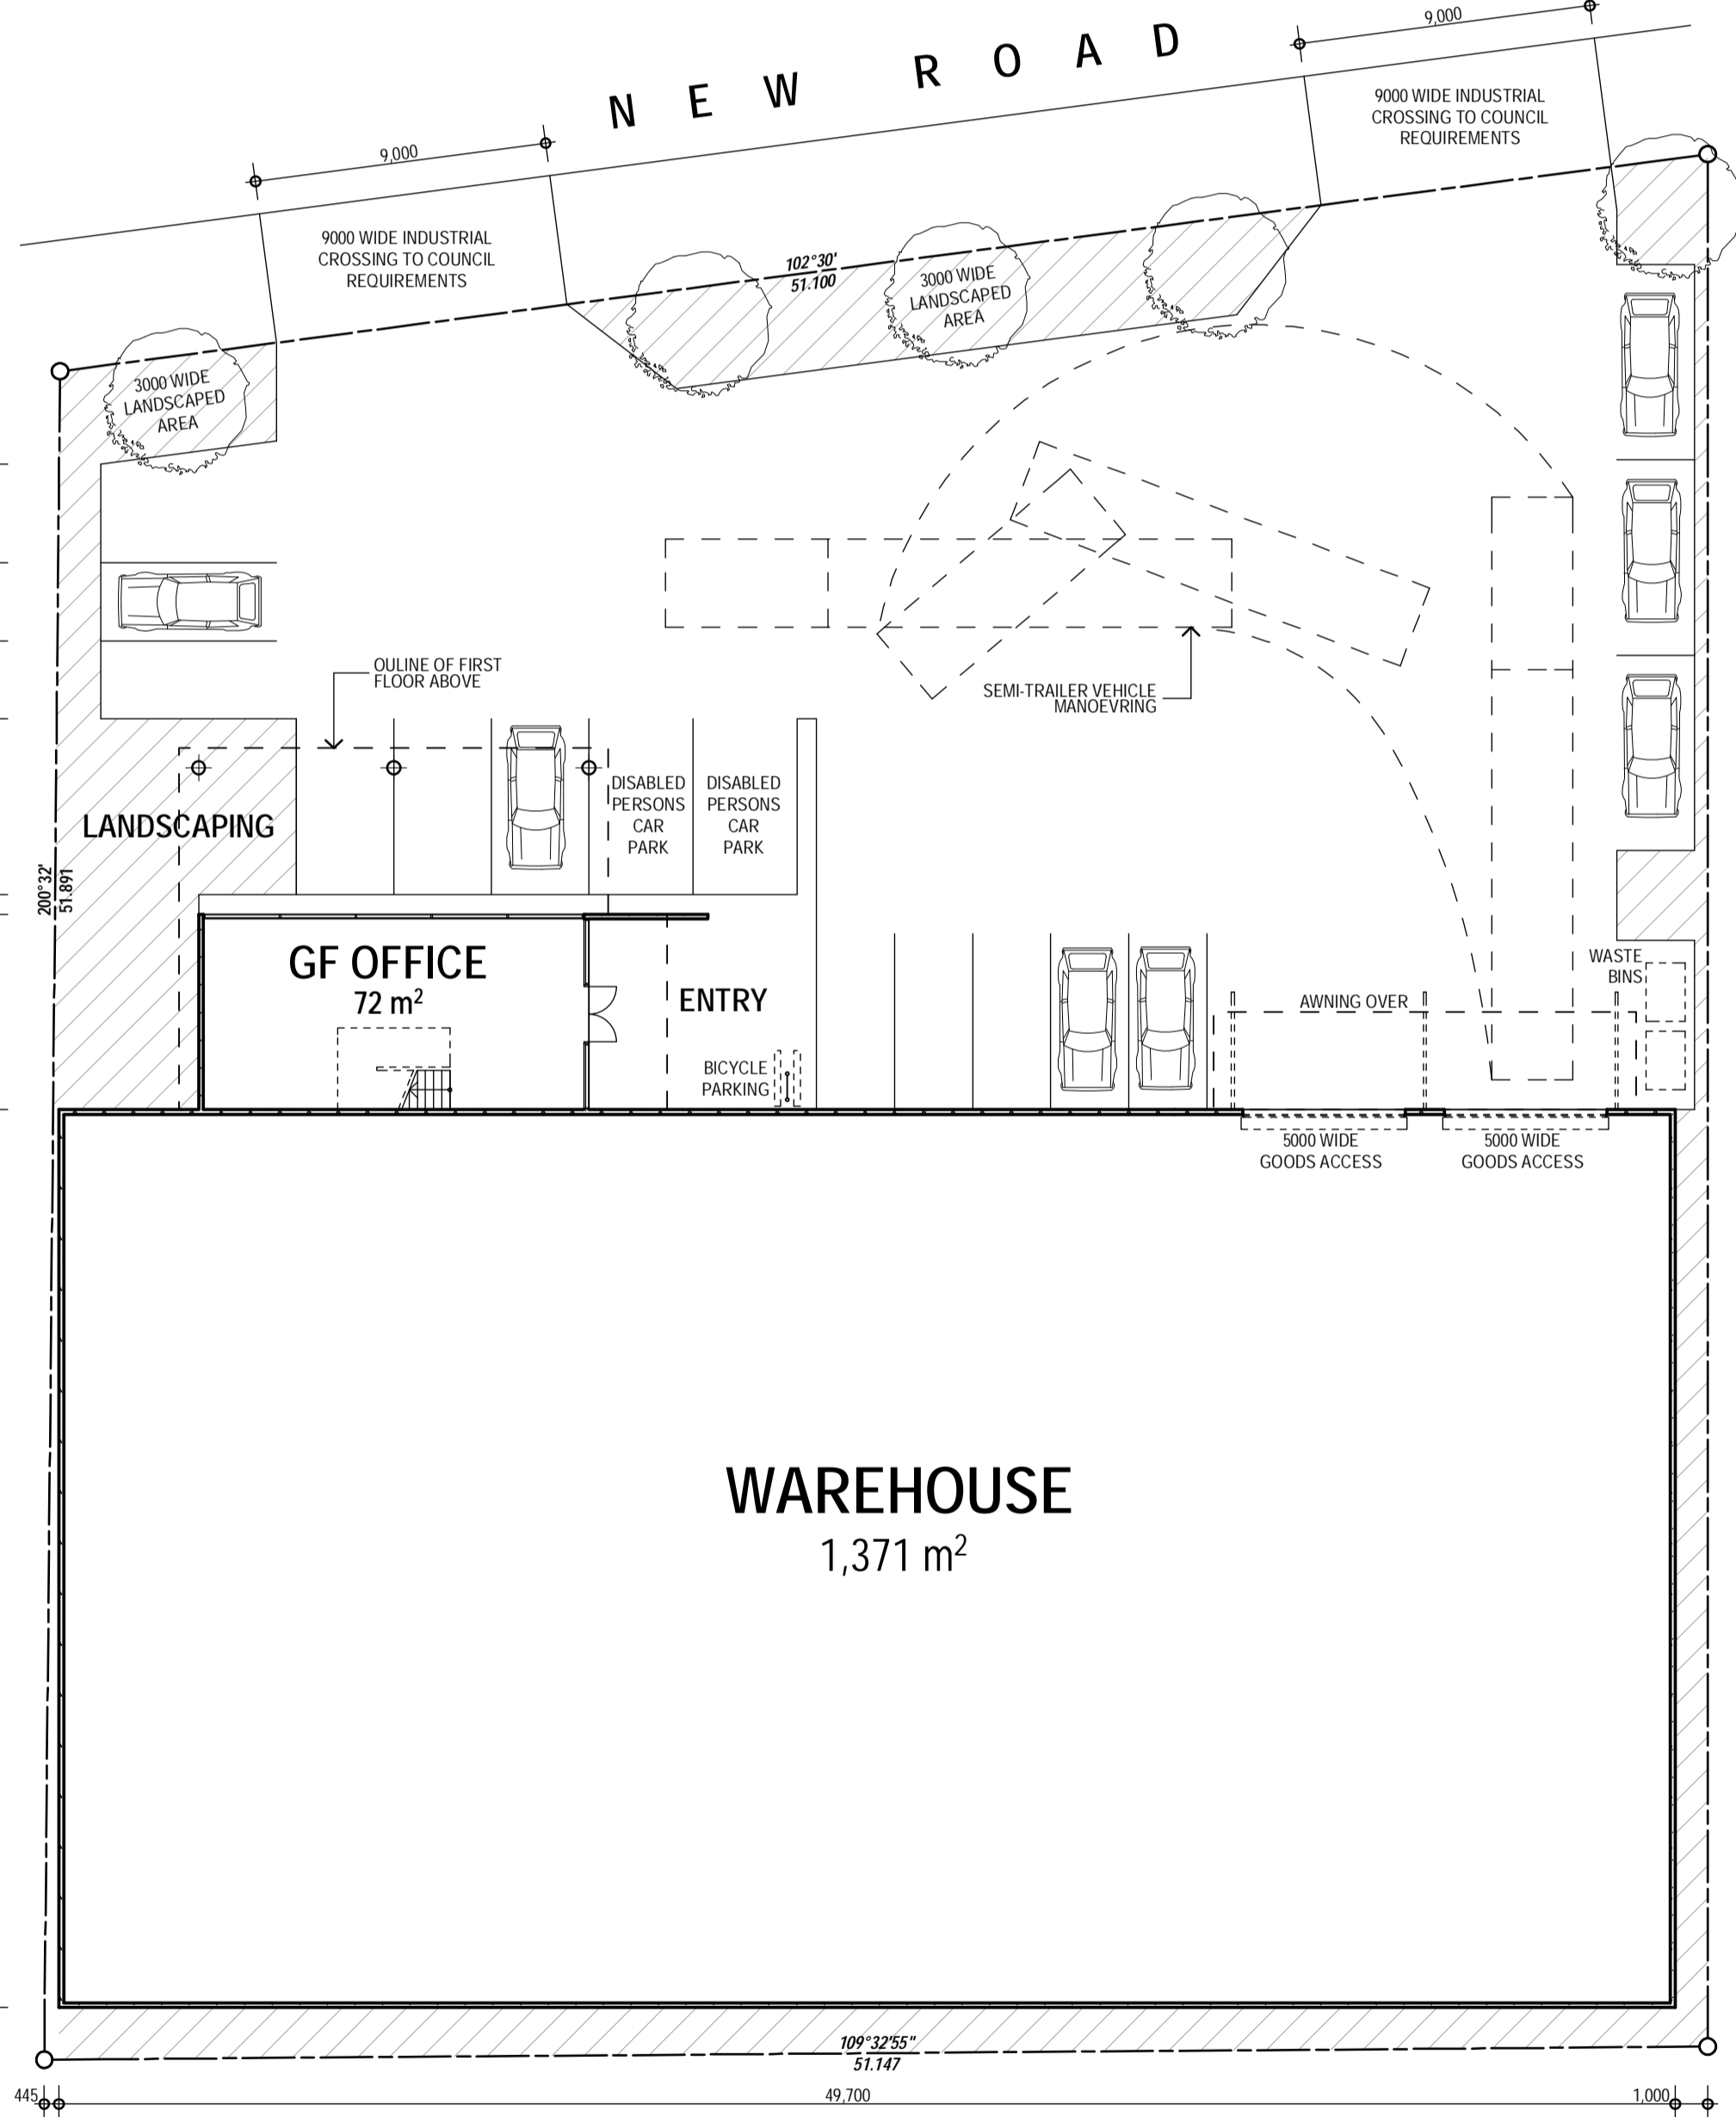 9,000
NEW ROAD
9000 WIDE INDUSTRIAL
CROSSING TO COUNCIL
REQUIREMENTS
9,000
9000 WIDE INDUSTRIAL
CROSSING TO COUNCIL
REQUIREMENTS
102°30'
51.100
3000 WIDE
LANDSCAPED
AREA
3000 WIDE
LANDSCAPED
AREA
OULINE OF FIRST
FLOOR ABOVE
SEMI-TRAILER VEHICLE
MANOEVRING
DISABLED
PERSONS
CAR
PARK
DISABLED
PERSONS
CAR
PARK
LANDSCAPING
200°32'
51.891
GF OFFICE
72 m²
ENTRY
WASTE
BINS
AWNING OVER
BICYCLE
PARKING
5000 WIDE
GOODS ACCESS
5000 WIDE
GOODS ACCESS
WAREHOUSE
1,371 m²
109°32'55"
51.147
445
49,700
1,000